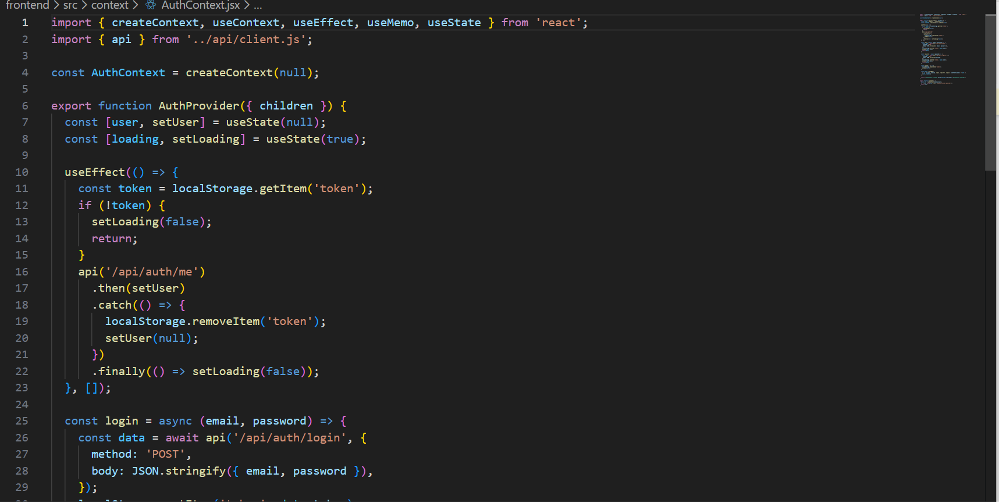 frontend > src > context > AuthContext.jsx > ...
1 import { createContext, useContext, useEffect, useMemo, useState } from 'react';
2 import { api } from '../api/client.js';
3
4 const AuthContext = createContext(null);
5
6 export function AuthProvider({ children }) {
7   const [user, setUser] = useState(null);
8   const [loading, setLoading] = useState(true);
9
10   useEffect(() => {
11     const token = localStorage.getItem('token');
12     if (!token) {
13       setLoading(false);
14       return;
15     }
16     api('/api/auth/me')
17       .then(setUser)
18       .catch(() => {
19         localStorage.removeItem('token');
20         setUser(null);
21       })
22       .finally(() => setLoading(false));
23   }, []);
24
25   const login = async (email, password) => {
26     const data = await api('/api/auth/login', {
27       method: 'POST',
28       body: JSON.stringify({ email, password }),
29     });